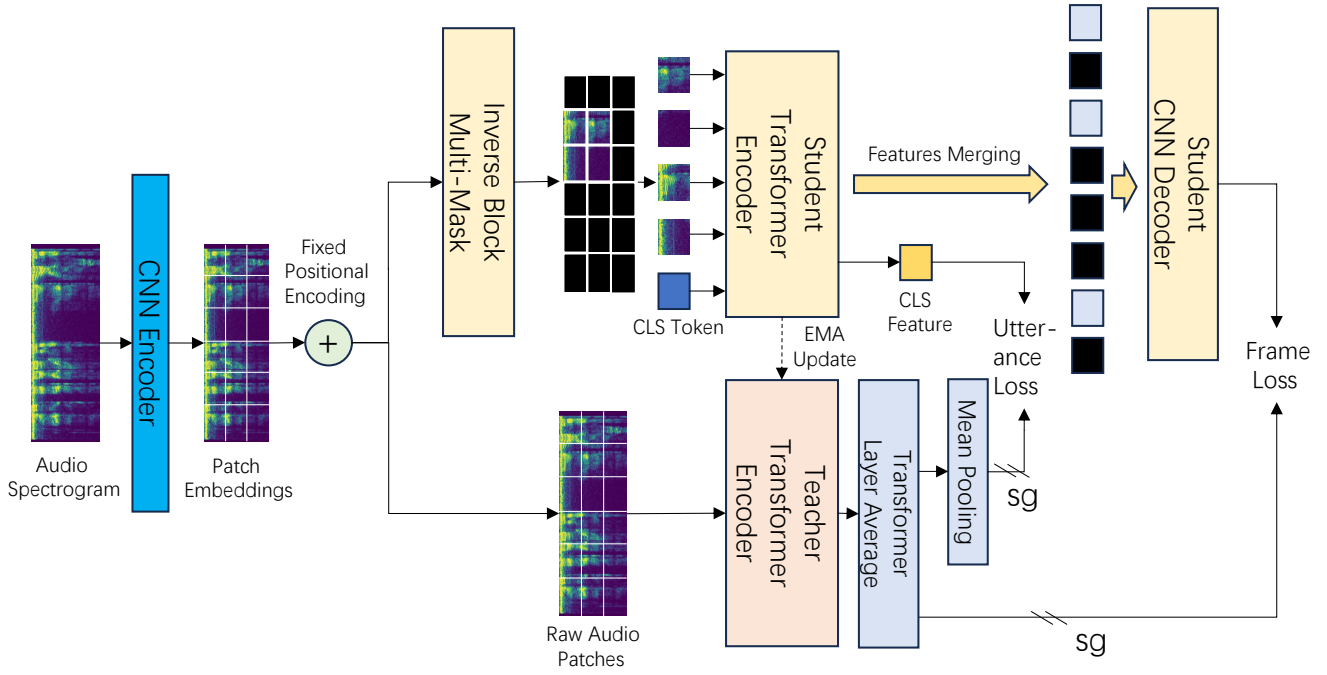 Audio
Spectrogram
CNN Encoder
Patch
Embeddings
Fixed
Positional
Encoding
+
Inverse Block
Multi-Mask
CLS Token
Student
Transformer
Encoder
Features Merging
CLS
Feature
EMA
Update
Utter-
ance
Loss
Student
CNN Decoder
Frame
Loss
Raw Audio
Patches
Teacher
Transformer
Encoder
Transformer
Layer Average
Mean Pooling
sg
sg